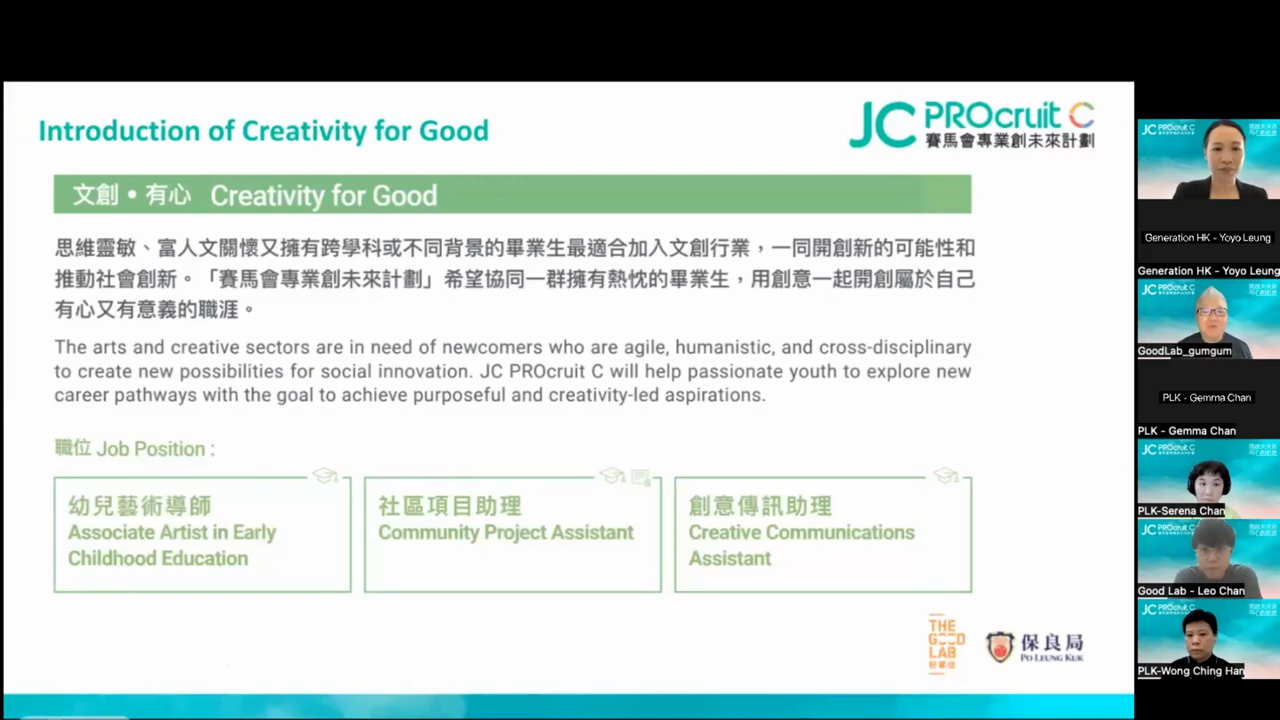 Introduction of Creativity for Good
JC PROcruit C
賽馬會專業創未來計劃
文創 • 有心 Creativity for Good
思維靈敏、富人文關懷又擁有跨學科或不同背景的畢業生最適合加入文創行業，一同開創新的可能性和
推動社會創新。「賽馬會專業創未來計劃」希望協同一群擁有熱忱的畢業生，用創意一起開創屬於自己
有心又有意義的職涯。
The arts and creative sectors are in need of newcomers who are agile, humanistic, and cross-disciplinary
to create new possibilities for social innovation. JC PROcruit C will help passionate youth to explore new
career pathways with the goal to achieve purposeful and creativity-led aspirations.
職位 Job Position :
幼兒藝術導師
Associate Artist in Early
Childhood Education
社區項目助理
Community Project Assistant
創意傳訊助理
Creative Communications
Assistant
THE
GOOD
LAB
好單位
保良局
PO LEUNG KUK
JC PROcruit C
Generation HK - Yoyo Leung
Generation HK - Yoyo Leung
JC PROcruit C
GoodLab_gumgum
PLK - Gemma Chan
PLK - Gemma Chan
JC PROcruit C
PLK-Serena Chan
JC PROcruit C
Good Lab - Leo Chan
JC PROcruit C
PLK-Wong Ching Han